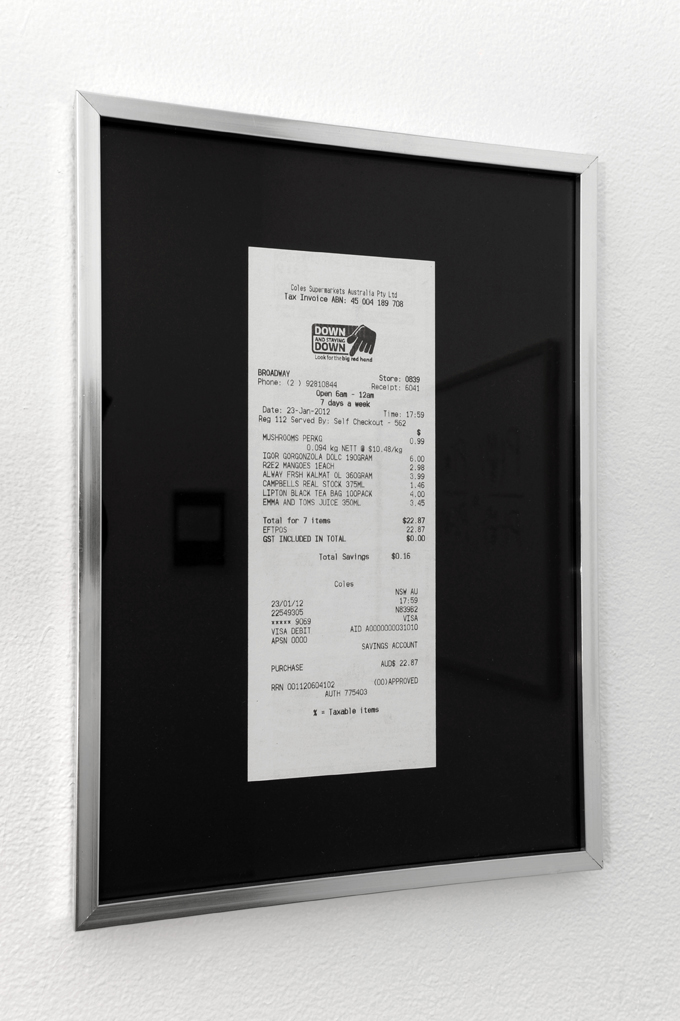 Coles Supermarkets Australia Pty Ltd
Tax Invoice ABN: 45 004 189 708
DOWN
AND STAYING
DOWN
Look for the big red hand
BROADWAY Store: 0839
Phone: (2 ) 92810844 Receipt: 6041
Open 6am - 12am
7 days a week
Date: 23-Jan-2012 Time: 17:59
Reg 112 Served By: Self Checkout - 562
$
MUSHROOMS PERKG 0.99
0.094 kg NETT @ $10.48/kg
IGOR GORGONZOLA DOLC 190GRAM 6.00
R2E2 MANGOES 1EACH 2.98
ALWAY FRSH KALMAT OL 360GRAM 3.99
CAMPBELLS REAL STOCK 375ML 1.46
LIPTON BLACK TEA BAG 100PACK 4.00
EMMA AND TOMS JUICE 350ML 3.45
Total for 7 items $22.87
EFTPOS 22.87
GST INCLUDED IN TOTAL $0.00
Total Savings $0.16
Coles
NSW AU
23/01/12 17:59
22549305 N83962
***** 9069 VISA
VISA DEBIT AID A0000000031010
APSN 0000
SAVINGS ACCOUNT
PURCHASE AUD$ 22.87
RRN 001120604102 (00)APPROVED
AUTH 775403
% = Taxable items